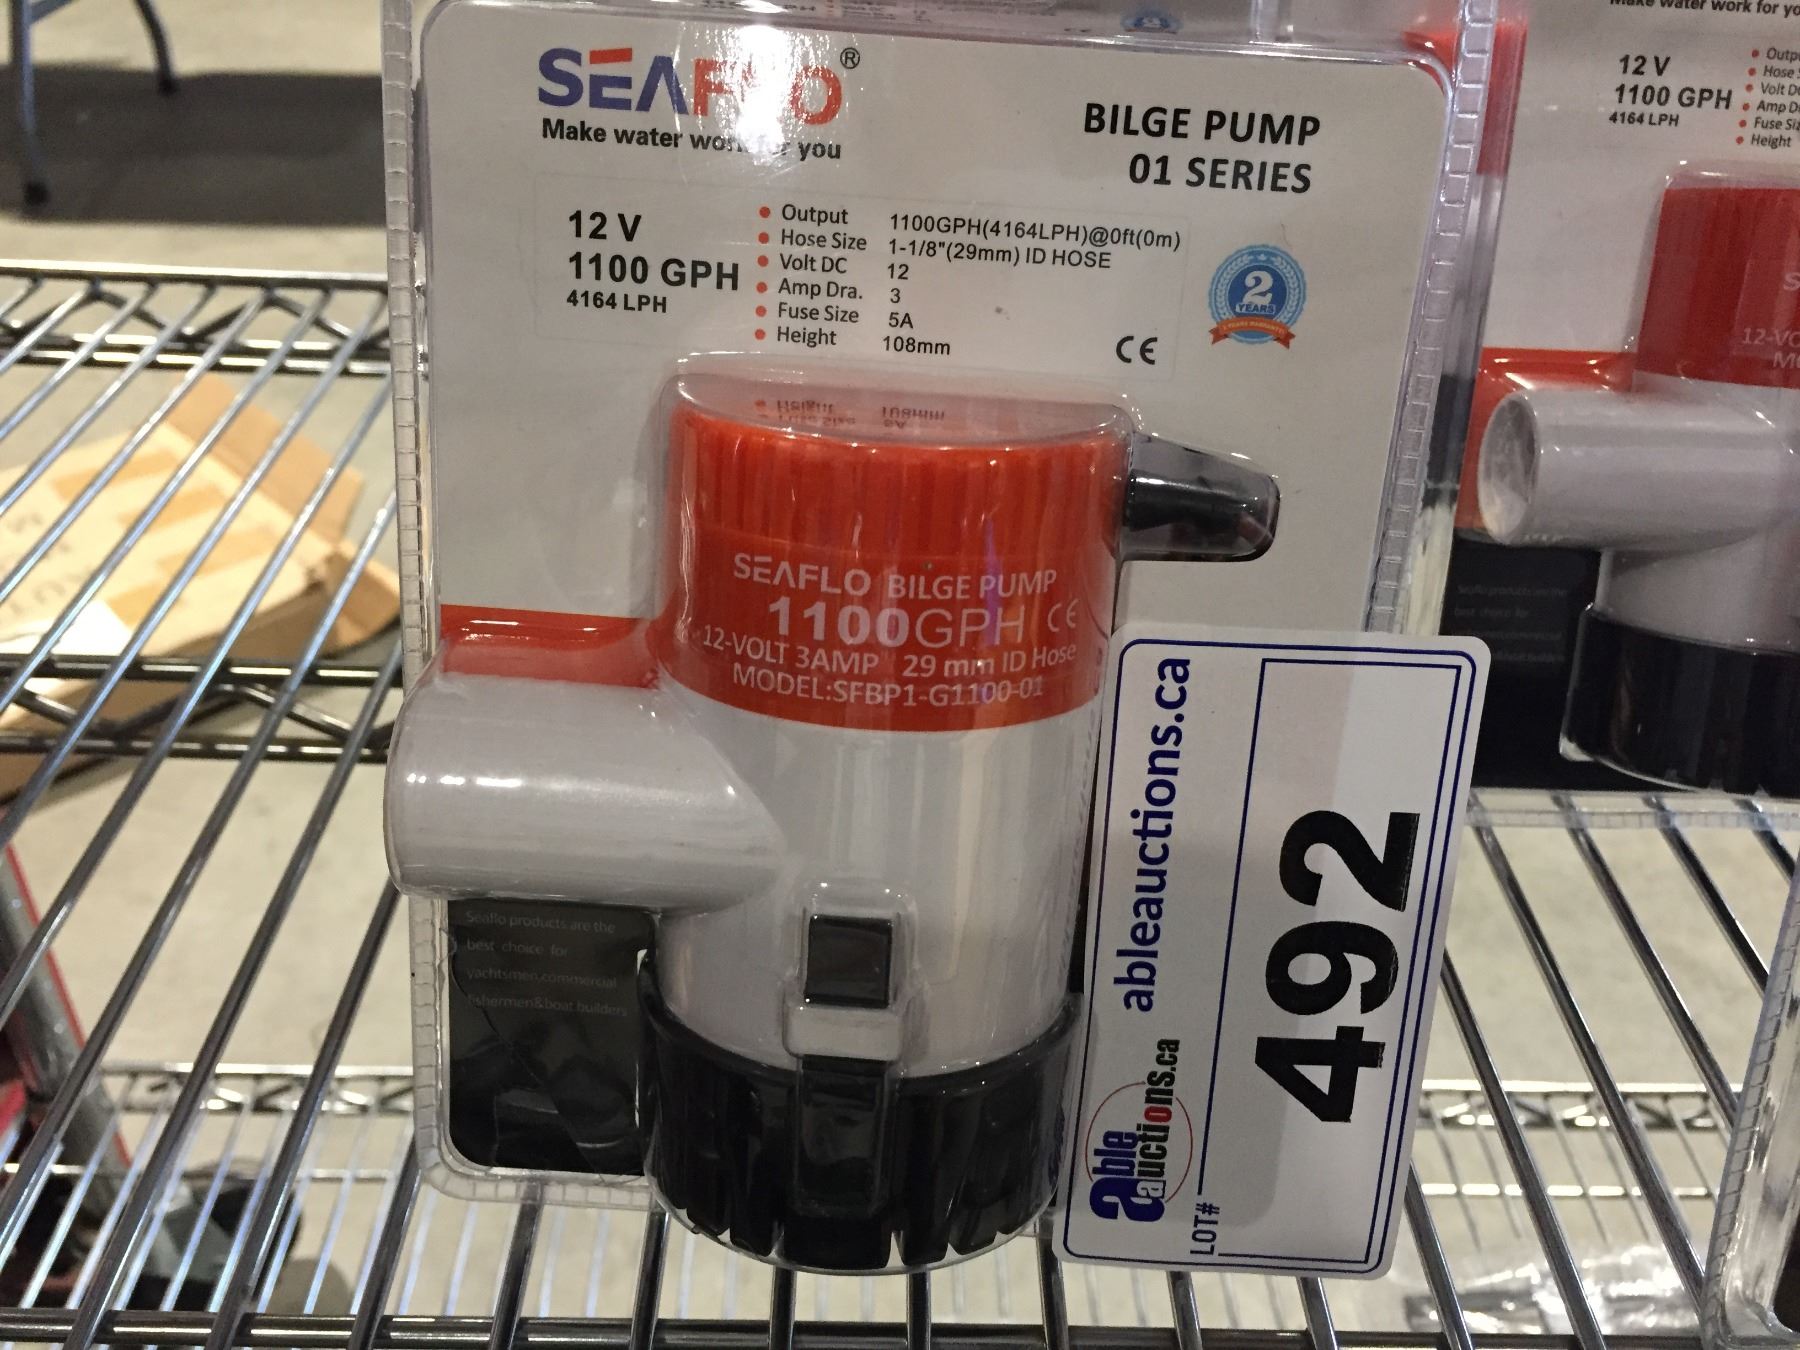 SEAFLO®
Make water work for you
BILGE PUMP
01 SERIES
12 V
1100 GPH
4164 LPH
Output 1100GPH(4164LPH)@0ft(0m)
Hose Size 1-1/8"(29mm) ID HOSE
Volt DC 12
Amp Dra. 3
Fuse Size 5A
Height 108mm
2
YEARS
CE
SEAFLO BILGE PUMP
1100GPH CE
12-VOLT 3AMP 29 mm ID Hose
MODEL:SFBP1-G1100-01
Seaflo products are the
best choice for
yachtsmen,commercial
fishermen&boat builders
ableauctions.ca
able
auctions.ca
LOT#
492
12 V
1100 GPH
4164 LPH
Hose
Volt
Fuse
Height